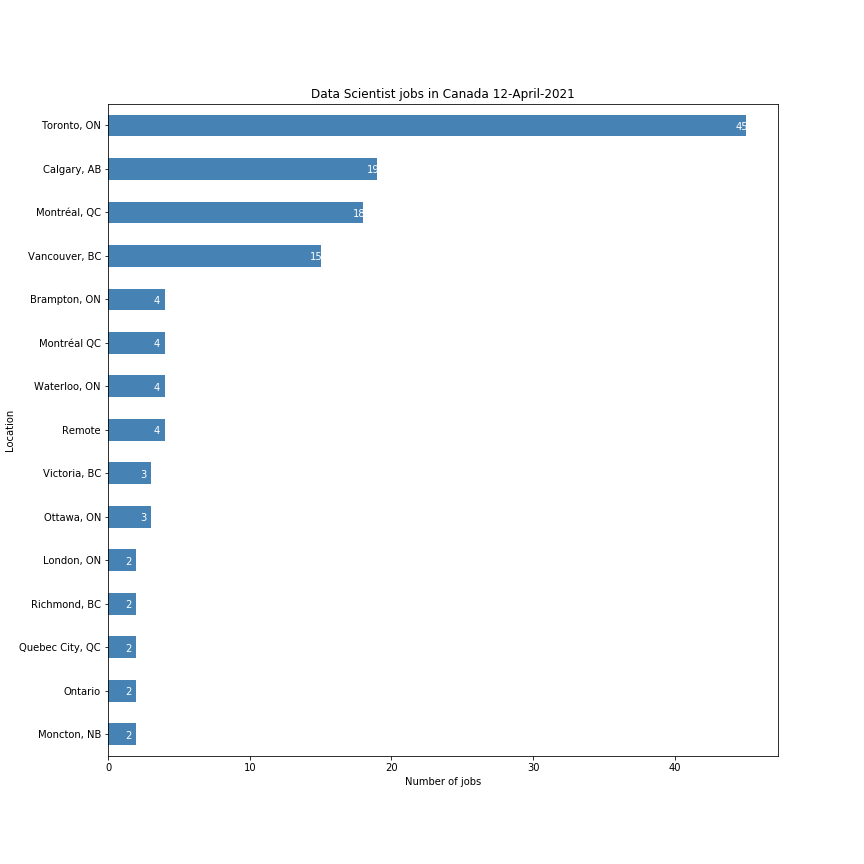 Data Scientist jobs in Canada 12-April-2021
Toronto, ON 45
Calgary, AB 19
Montréal, QC 18
Vancouver, BC 15
Brampton, ON 4
Montréal QC 4
Waterloo, ON 4
Remote 4
Victoria, BC 3
Ottawa, ON 3
London, ON 2
Richmond, BC 2
Quebec City, QC 2
Ontario 2
Moncton, NB 2
Location
0 10 20 30 40
Number of jobs